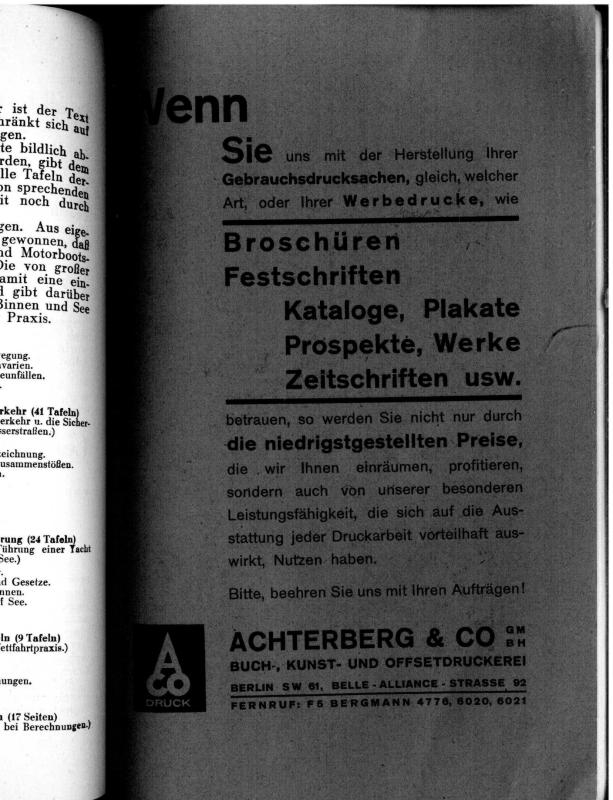 r ist der Text
hränkt sich auf
gen.
te bildlich ab-
rden, gibt dem
lle Tafeln der-
on sprechenden
it noch durch
gen. Aus eige-
gewonnen, daß
nd Motorboots-
Die von großer
amit eine ein-
d gibt darüber
Binnen und See
Praxis.
egung.
varien.
eunfällen.
rkehr (41 Tafeln)
erkehr u. die Sicher-
sserstraßen.)
eichnung.
usammenstößen.
rung (24 Tafeln)
Führung einer Yacht
See.)
d Gesetze.
nnen.
f See.
ln (9 Tafeln)
ettfahrtpraxis.)
nungen.
n (17 Seiten)
bei Berechnungen.)
Wenn
Sie uns mit der Herstellung Ihrer
Gebrauchsdrucksachen, gleich, welcher
Art, oder Ihrer Werbedrucke, wie
Broschüren
Festschriften
Kataloge, Plakate
Prospekte, Werke
Zeitschriften usw.
betrauen, so werden Sie nicht nur durch
die niedrigstgestellten Preise,
die wir Ihnen einräumen, profitieren,
sondern auch von unserer besonderen
Leistungsfähigkeit, die sich auf die Aus-
stattung jeder Druckarbeit vorteilhaft aus-
wirkt, Nutzen haben.
Bitte, beehren Sie uns mit Ihren Aufträgen!
ACO
DRUCK
ACHTERBERG & CO GMBH
BUCH-, KUNST- UND OFFSETDRUCKEREI
BERLIN SW 61, BELLE-ALLIANCE-STRASSE 92
FERNRUF: F5 BERGMANN 4776, 6020, 6021